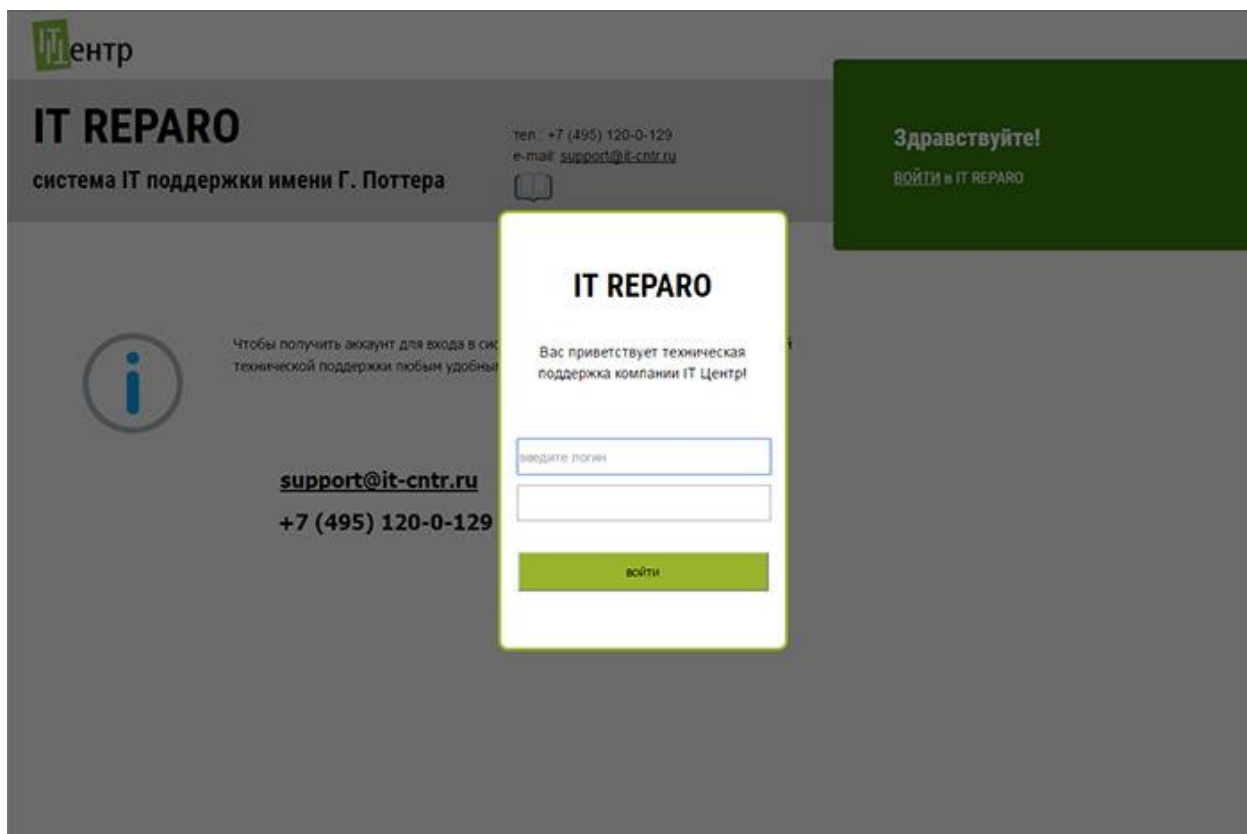 ITЦентр
IT REPARO
система IT поддержки имени Г. Поттера
тел.: +7 (495) 120-0-129
e-mail: support@it-cntr.ru
Здравствуйте!
ВОЙТИ в IT REPARO
Чтобы получить аккаунт для входа в сис
технической поддержки любым удобны
support@it-cntr.ru
+7 (495) 120-0-129
IT REPARO
Вас приветствует техническая
поддержка компании IT Центр!
введите логин
войти